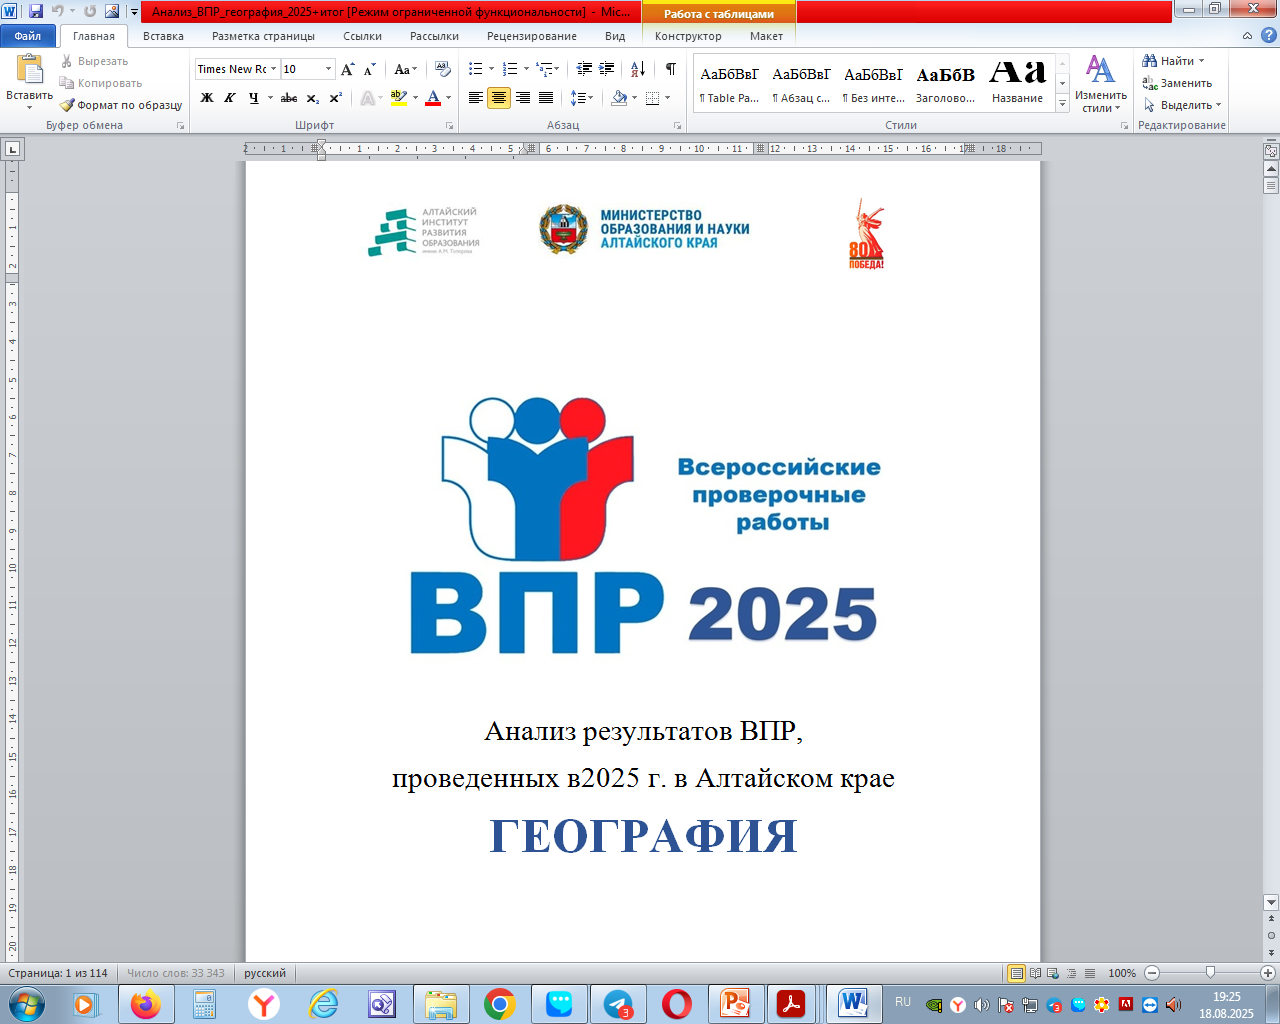 Анализ_ВПР_география_2025+итог [Режим ограниченной функциональности] - Mic...
Работа с таблицами
Файл
Главная
Вставка
Разметка страницы
Ссылки
Рассылки
Рецензирование
Вид
Конструктор
Макет
Вставить
Вырезать
Копировать
Формат по образцу
Буфер обмена
Times New Rc
10
Ж К Ч abc x₂ x²
Шрифт
Абзац
АаБбВвГ АаБбВвГ АаБбВвГ АаБбВ Аа
¶ Table Pa... ¶ Абзац с... ¶ Без инте... Заголово... Название
Изменить
стили
Стили
Найти
Заменить
Выделить
Редактирование
АЛТАЙСКИЙ
ИНСТИТУТ
РАЗВИТИЯ
ОБРАЗОВАНИЯ
МИНИСТЕРСТВО
ОБРАЗОВАНИЯ И НАУКИ
АЛТАЙСКОГО КРАЯ
80
ПОБЕДА!
Всероссийские
проверочные
работы
ВПР 2025
Анализ результатов ВПР,
проведенных в2025 г. в Алтайском крае
ГЕОГРАФИЯ
Страница: 1 из 114
Число слов: 33 343
русский
100%
RU
19:25
18.08.2025